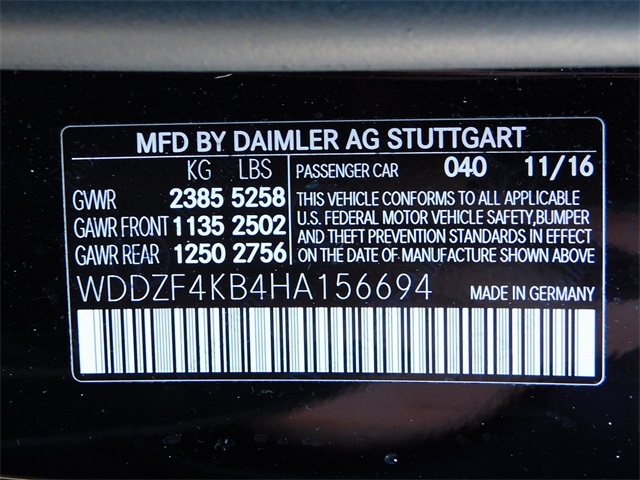 MFD BY DAIMLER AG STUTTGART
KG LBS
GVWR 2385 5258
GAWR FRONT 1135 2502
GAWR REAR 1250 2756
PASSENGER CAR 040 11/16
THIS VEHICLE CONFORMS TO ALL APPLICABLE
U.S. FEDERAL MOTOR VEHICLE SAFETY,BUMPER
AND THEFT PREVENTION STANDARDS IN EFFECT
ON THE DATE OF MANUFACTURE SHOWN ABOVE
WDDZF4KB4HA156694 MADE IN GERMANY